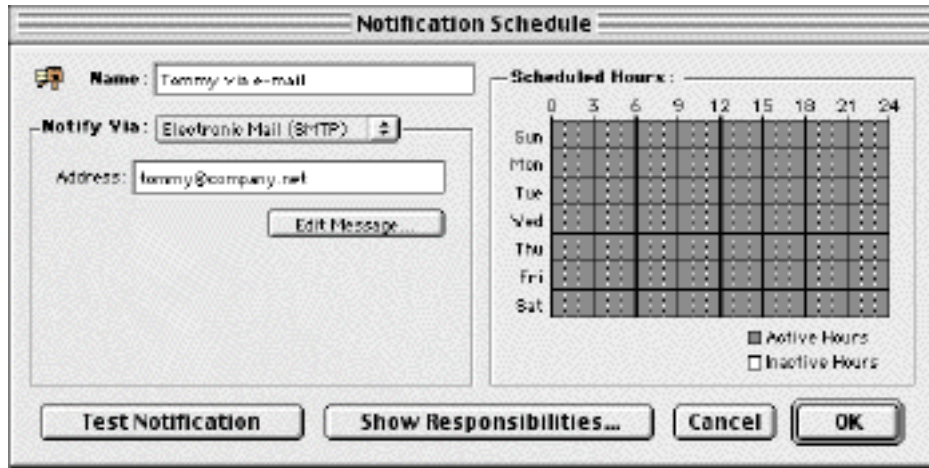 Notification Schedule
Name: Tommy via e-mail
Notify Via: Electronic Mail (SMTP)
Address: tommy@company.net
Edit Message...
Scheduled Hours:
0 3 6 9 12 15 18 21 24
Sun
Mon
Tue
Wed
Thu
Fri
Sat
Active Hours
Inactive Hours
Test Notification
Show Responsibilities...
Cancel
OK